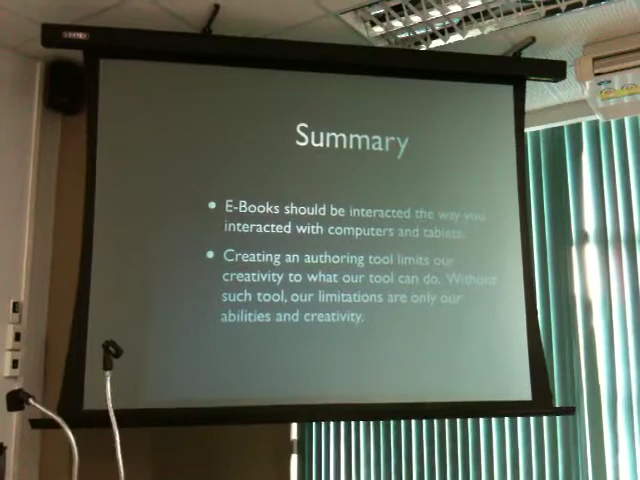 Summary
• E-Books should be interacted the way you
interacted with computers and tablets.
• Creating an authoring tool limits our
creativity to what our tool can do. Without
such tool, our limitations are only our
abilities and creativity.